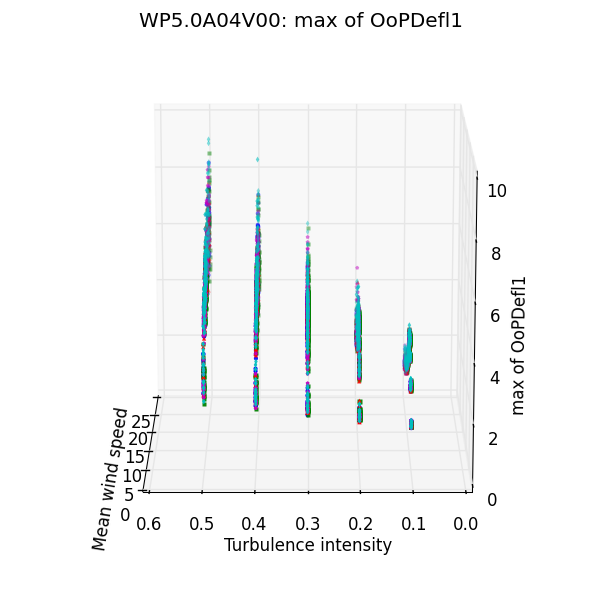 WP5.0A04V00: max of OoPDefl1
10
8
6
4
2
0
max of OoPDefl1
25
20
15
10
5
0
Mean wind speed
0.6 0.5 0.4 0.3 0.2 0.1 0.0
Turbulence intensity